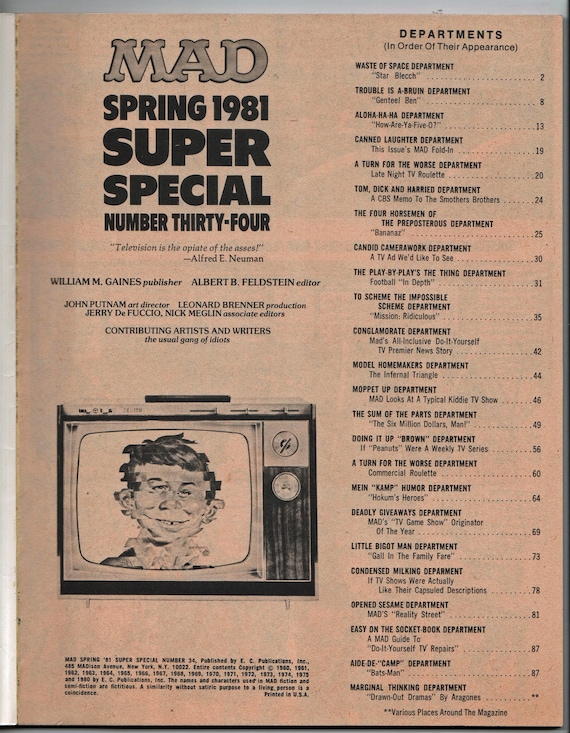 MAD
SPRING 1981
SUPER
SPECIAL
NUMBER THIRTY-FOUR
"Television is the opiate of the asses!"
—Alfred E. Neuman
WILLIAM M. GAINES publisher ALBERT B. FELDSTEIN editor
JOHN PUTNAM art director LEONARD BRENNER production
JERRY De FUCCIO, NICK MEGLIN associate editors
CONTRIBUTING ARTISTS AND WRITERS
the usual gang of idiots
MAD SPRING '81 SUPER SPECIAL NUMBER 34, Published by E. C. Publications, Inc.,
485 MADison Avenue, New York, N.Y. 10022. Entire contents Copyright © 1960, 1961,
1962, 1963, 1964, 1965, 1966, 1967, 1968, 1969, 1970, 1971, 1972, 1973, 1974, 1975
and 1980 by E. C. Publications, Inc. The names and characters used in MAD fiction and
semi-fiction are fictitious. A similarity without satiric purpose to a living person is a
coincidence. Printed in U.S.A.
DEPARTMENTS
(In Order Of Their Appearance)
WASTE OF SPACE DEPARTMENT
"Star Blecch" ........................ 2
TROUBLE IS A-BRUIN DEPARTMENT
"Genteel Ben" ........................ 8
ALOHA-HA-HA DEPARTMENT
"How-Are-Ya-Five-O?" ........................ 13
CANNED LAUGHTER DEPARTMENT
This Issue's MAD Fold-In ........................ 19
A TURN FOR THE WORSE DEPARTMENT
Late Night TV Roulette ........................ 20
TOM, DICK AND HARRIED DEPARTMENT
A CBS Memo To The Smothers Brothers ....... 24
THE FOUR HORSEMEN OF
THE PREPOSTEROUS DEPARTMENT
"Bananaz" ........................ 25
CANDID CAMERAWORK DEPARTMENT
A TV Ad We'd Like To See ........................ 30
THE PLAY-BY-PLAY'S THE THING DEPARTMENT
Football "In Depth" ........................ 31
TO SCHEME THE IMPOSSIBLE
SCHEME DEPARTMENT
"Mission: Ridiculous" ........................ 35
CONGLAMORATE DEPARTMENT
Mad's All-Inclusive Do-It-Yourself
TV Premier News Story ........................ 42
MODEL HOMEMAKERS DEPARTMENT
The Infernal Triangle ........................ 44
MOPPET UP DEPARTMENT
MAD Looks At A Typical Kiddie TV Show ....... 46
THE SUM OF THE PARTS DEPARTMENT
"The Six Million Dollars, Man!" ........................ 49
DOING IT UP "BROWN" DEPARTMENT
If "Peanuts" Were A Weekly TV Series ....... 56
A TURN FOR THE WORSE DEPARTMENT
Commercial Roulette ........................ 60
MEIN "KAMP" HUMOR DEPARTMENT
"Hokum's Heroes" ........................ 64
DEADLY GIVEAWAYS DEPARTMENT
MAD's "TV Game Show" Originator
Of The Year ........................ 69
LITTLE BIGOT MAN DEPARTMENT
"Gall In The Family Fare" ........................ 73
CONDENSED MILKING DEPARTMENT
If TV Shows Were Actually
Like Their Capsuled Descriptions ....... 78
OPENED SESAME DEPARTMENT
MAD'S "Reality Street" ........................ 81
EASY ON THE SOCKET-BOOK DEPARTMENT
A MAD Guide To
"Do-It-Yourself TV Repairs" ........................ 87
AIDE-DE-"CAMP" DEPARTMENT
"Bats-Man" ........................ 87
MARGINAL THINKING DEPARTMENT
"Drawn-Out Dramas" By Aragones ....... **
**Various Places Around The Magazine